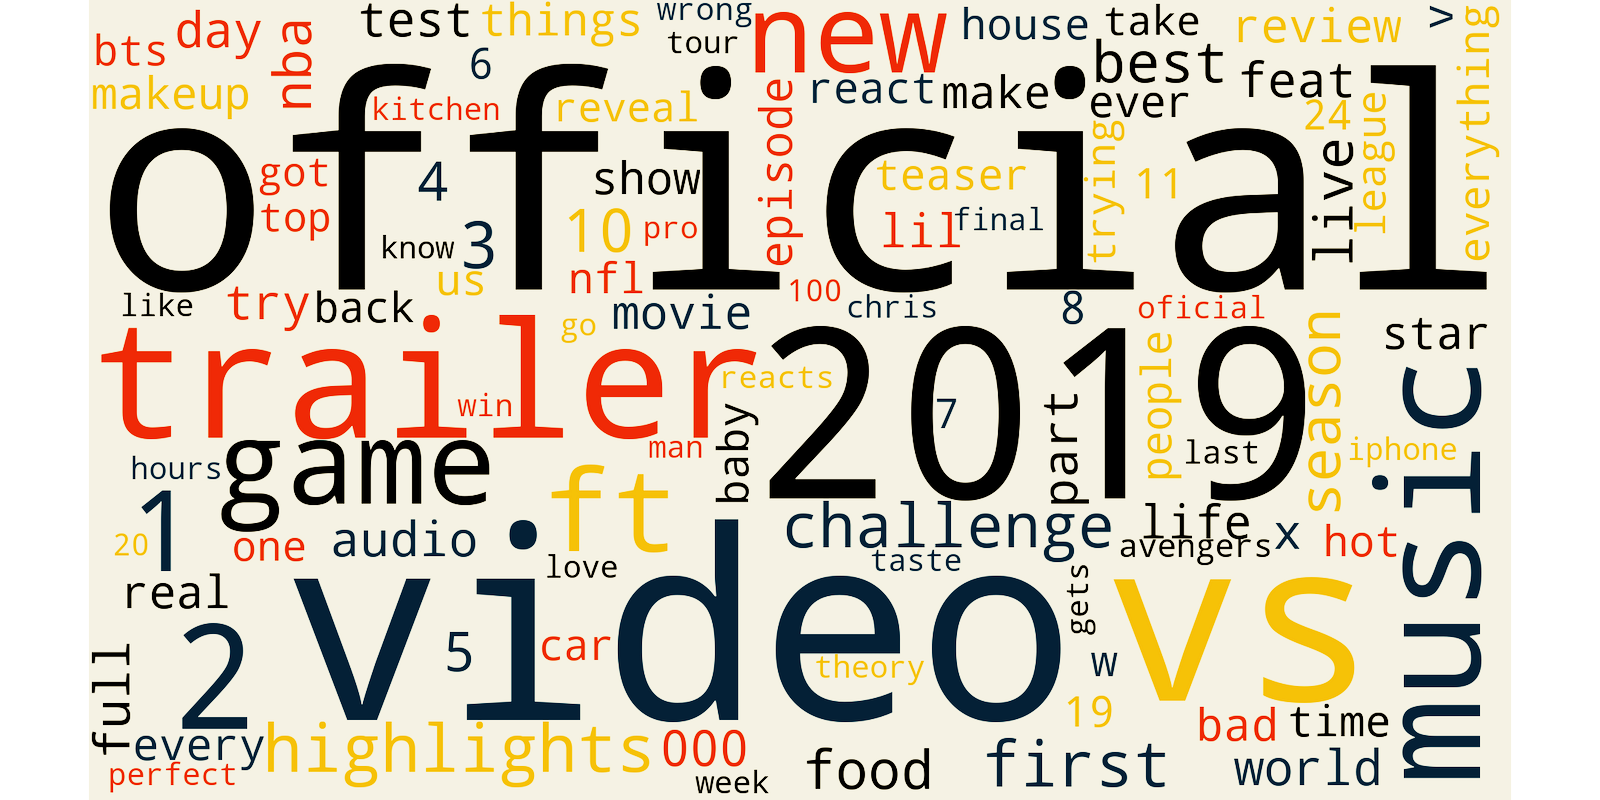 wrong
test
things
new
house
take
review
v
everything
day
bts
nba
tour
6
best
feat
makeup
kitchen
reveal
episode
react
make
ever
24
league
official
got
4
show
teaser
trying
11
live
top
know
3
10
pro
lil
final
us
nfl
100
like
try
back
go
movie
chris
8
oficial
season
star
trailer
win
reacts
2019
7
people
last
iphone
music
man
baby
part
hours
game
ft
challenge
life
1
20
one
audio
love
taste
avengers
x
hot
real
2
video
5
car
theory
gets
w
vs
19
full
every
highlights
000
bad
time
perfect
week
food
first
world